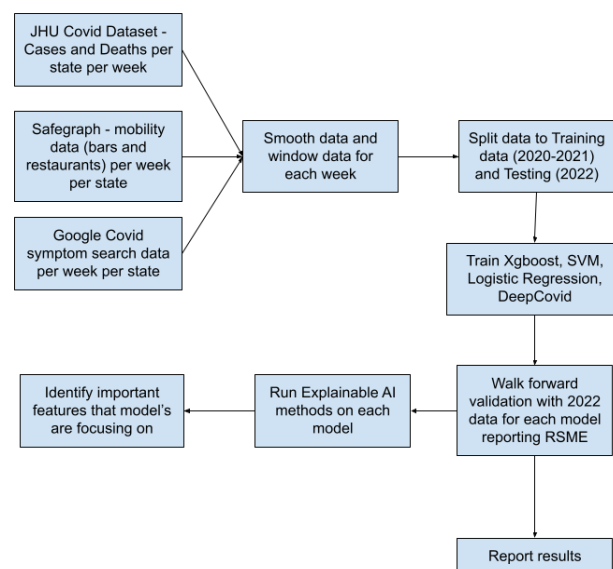 JHU Covid Dataset -
Cases and Deaths per
state per week
Safegraph - mobility
data (bars and
restaurants) per week
per state
Google Covid
symptom search data
per week per state
Smooth data and
window data for
each week
Split data to Training
data (2020-2021)
and Testing (2022)
Train Xgboost, SVM,
Logistic Regression,
DeepCovid
Walk forward
validation with 2022
data for each model
reporting RSME
Run Explainable AI
methods on each
model
Identify important
features that model's
are focusing on
Report results